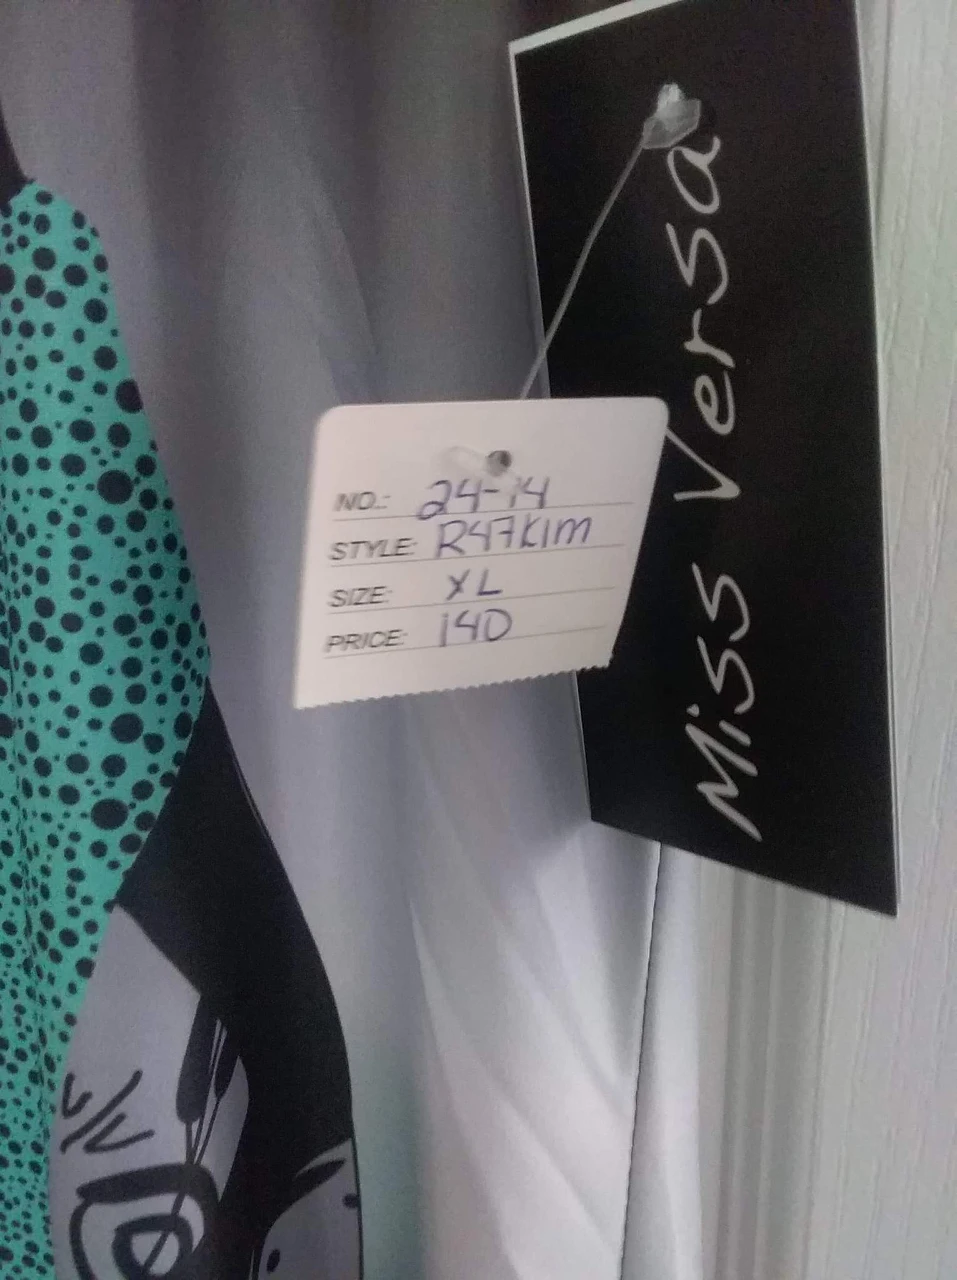 Miss Versa
NO.: 24-14
STYLE: R47KIM
SIZE: XL
PRICE: 140